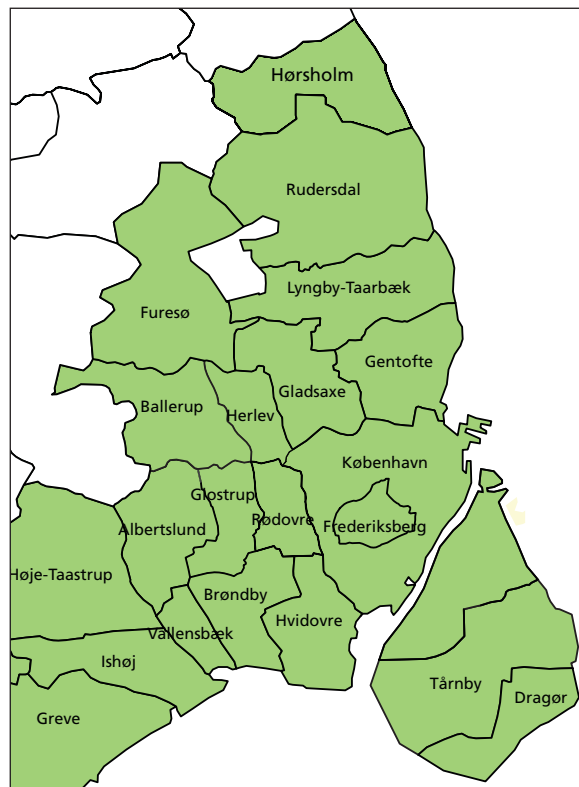 Hørsholm
Rudersdal
Lyngby-Taarbæk
Furesø
Gentofte
Gladsaxe
Ballerup
Herlev
København
Glostrup
Rødovre
Frederiksberg
Albertslund
Høje-Taastrup
Brøndby
Hvidovre
Vallensbæk
Ishøj
Tårnby
Dragør
Greve